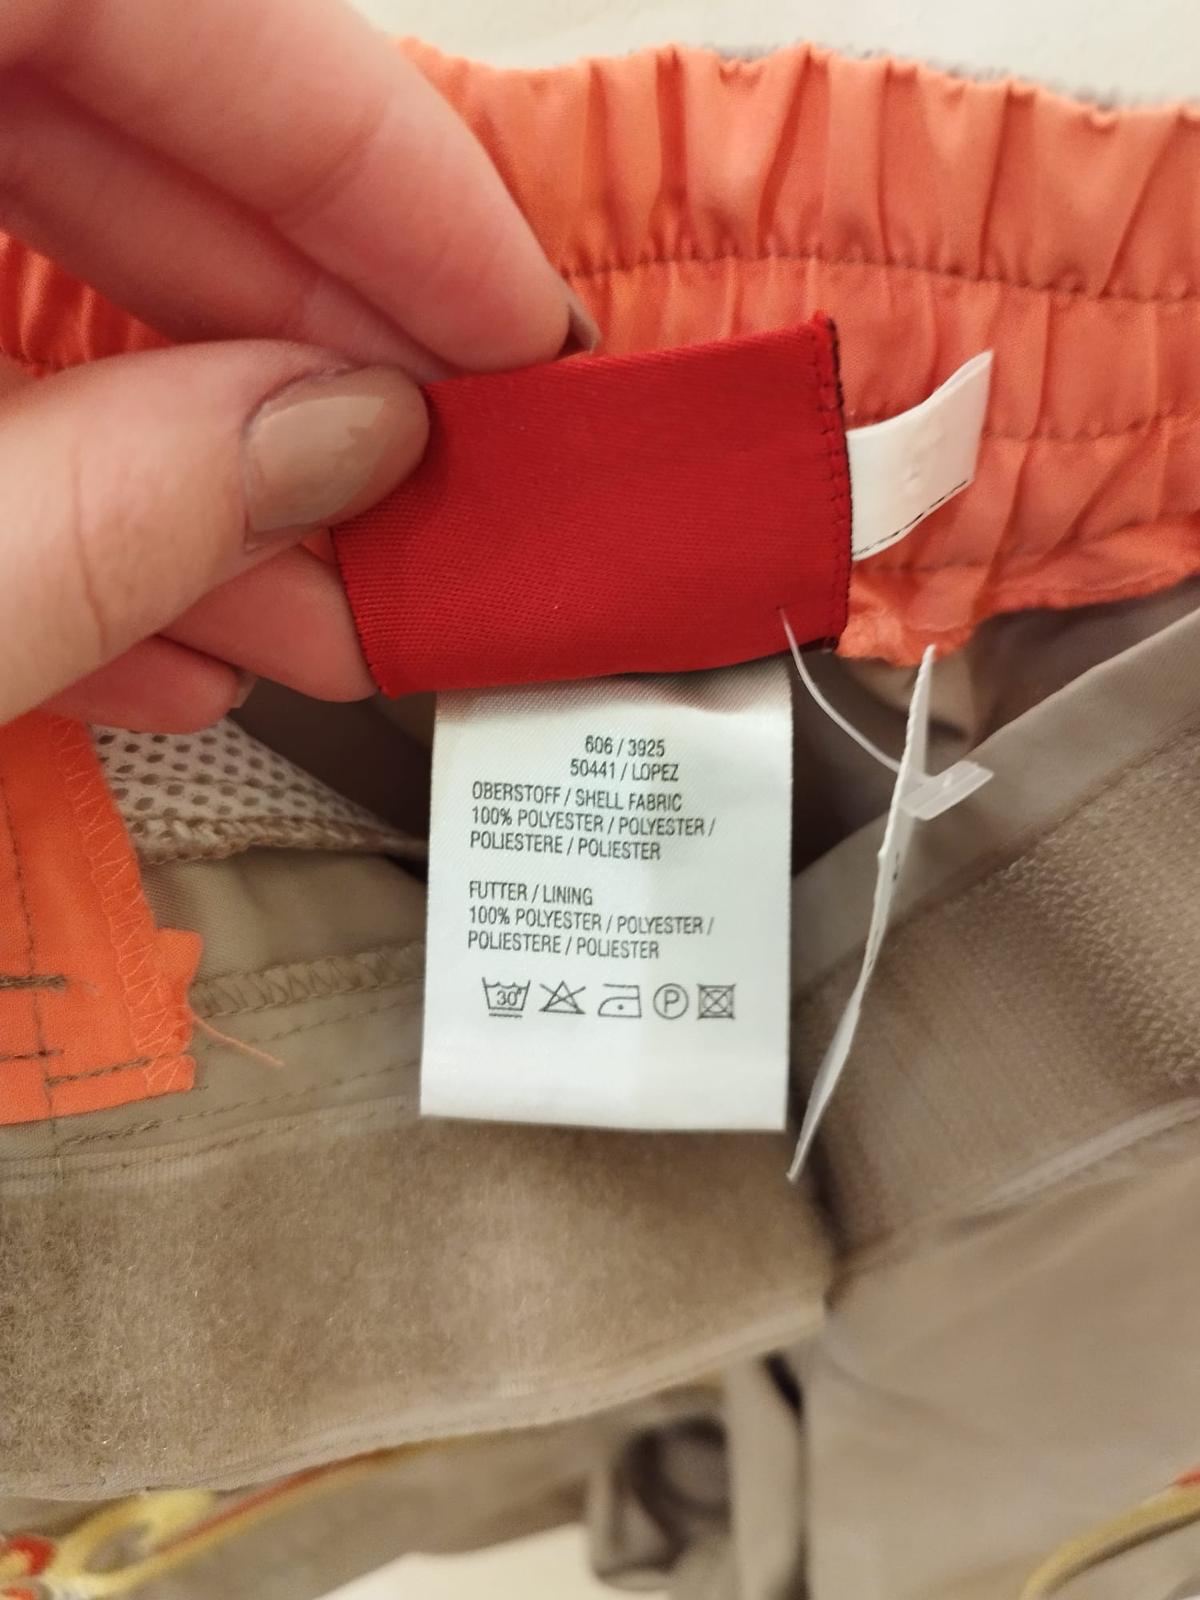 606 / 3925
50441 / LOPEZ
OBERSTOFF / SHELL FABRIC
100% POLYESTER / POLYESTER /
POLIESTERE / POLIESTER
FUTTER / LINING
100% POLYESTER / POLYESTER /
POLIESTERE / POLIESTER
30°
P